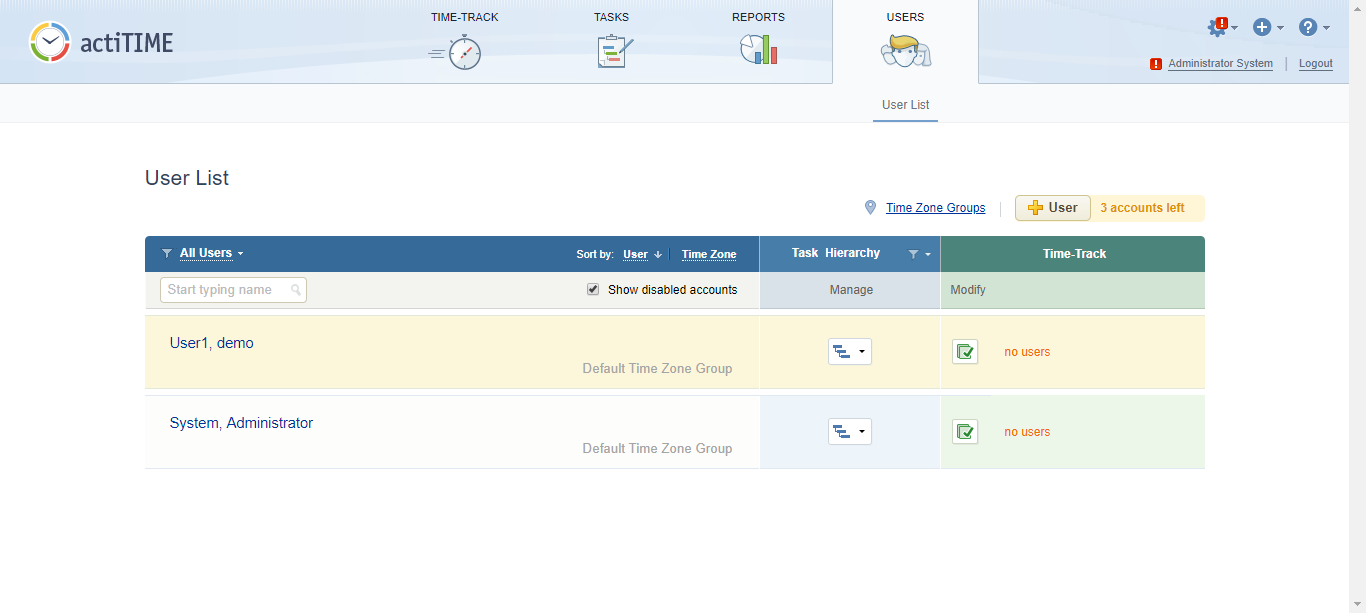 TIME-TRACK
TASKS
REPORTS
USERS
actiTIME
Administrator System
Logout
User List
User List
Time Zone Groups
User
3 accounts left
All Users
Sort by: User Time Zone
Task Hierarchy
Time-Track
Start typing name
Show disabled accounts
Manage
Modify
User1, demo
Default Time Zone Group
no users
System, Administrator
Default Time Zone Group
no users